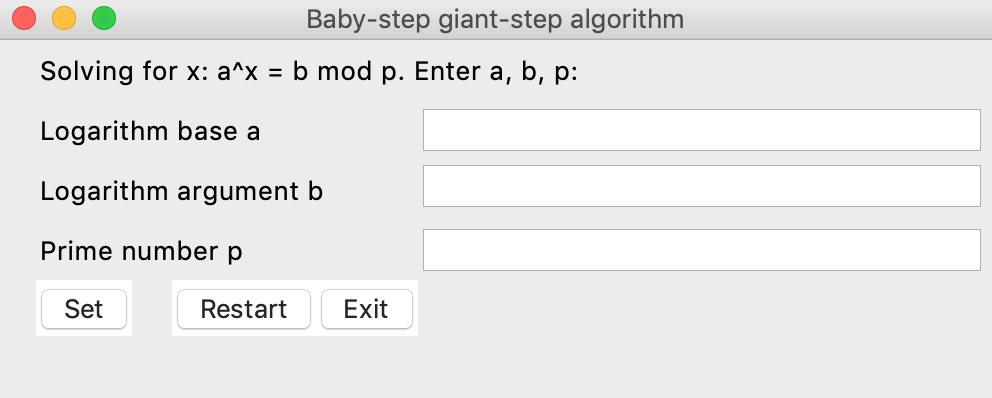 Baby-step giant-step algorithm
Solving for x: a^x = b mod p. Enter a, b, p:
Logarithm base a
Logarithm argument b
Prime number p
Set Restart Exit